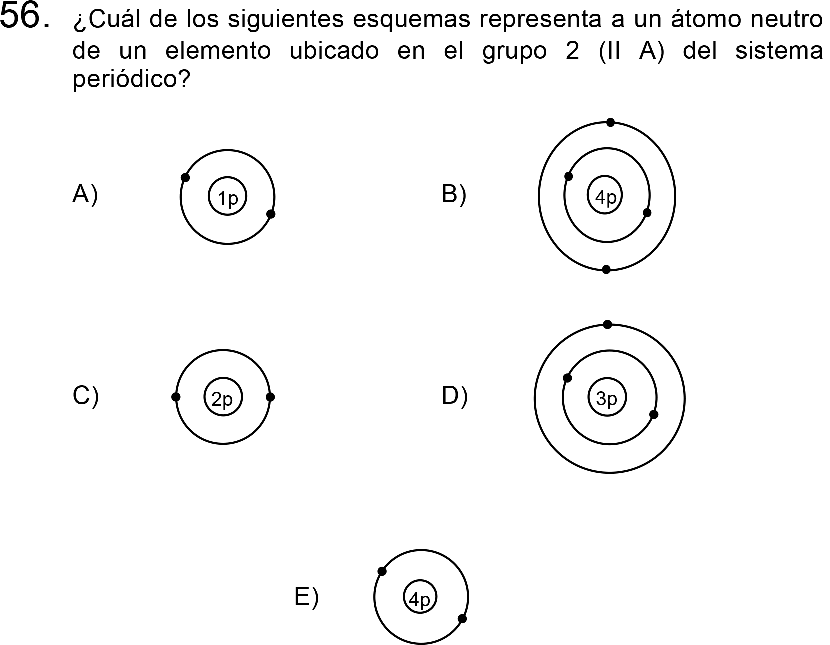 56. ¿Cuál de los siguientes esquemas representa a un átomo neutro
de un elemento ubicado en el grupo 2 (II A) del sistema
periódico?
A) 1p
B) 4p
C) 2p
D) 3p
E) 4p